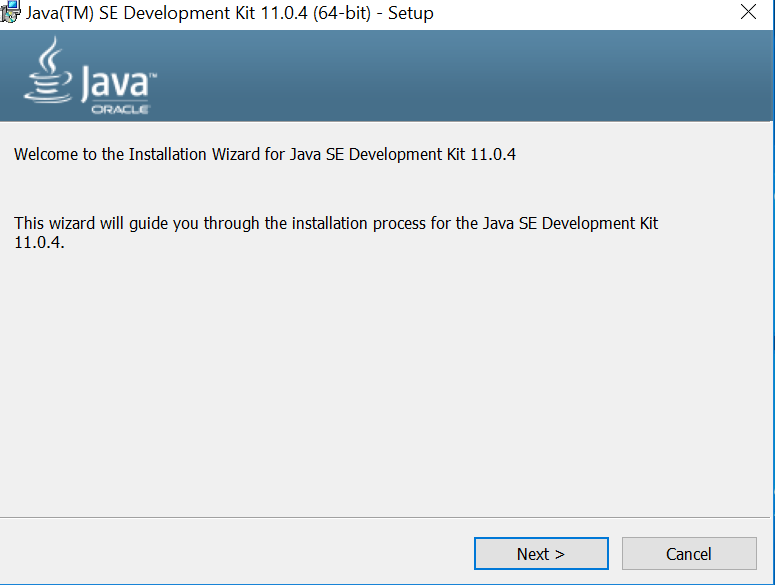 Java(TM) SE Development Kit 11.0.4 (64-bit) - Setup
Java™
ORACLE
Welcome to the Installation Wizard for Java SE Development Kit 11.0.4
This wizard will guide you through the installation process for the Java SE Development Kit
11.0.4.
Next >
Cancel